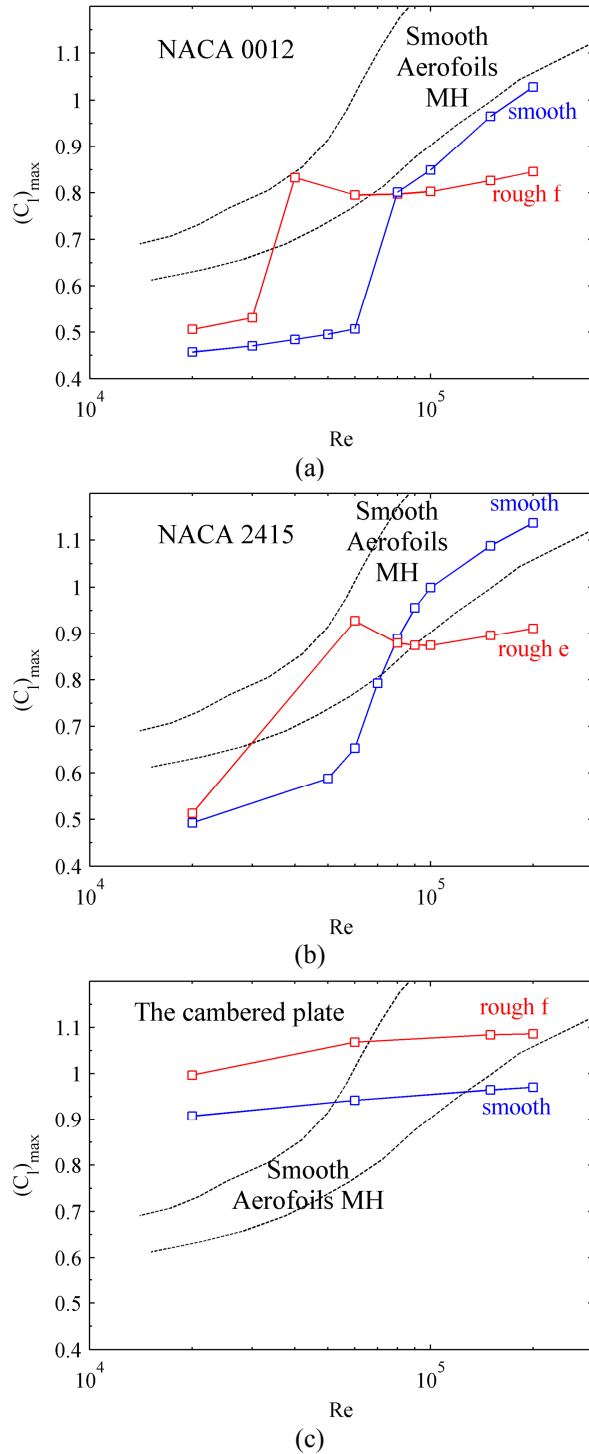 1.1
1
0.9
0.8
0.7
0.6
0.5
0.4
(C_l)_max
NACA 0012
Smooth
Aerofoils
MH
smooth
rough f
10^4
10^5
Re
(a)
1.1
1
0.9
0.8
0.7
0.6
0.5
0.4
(C_l)_max
NACA 2415
Smooth
Aerofoils
MH
smooth
rough e
10^4
10^5
Re
(b)
1.1
1
0.9
0.8
0.7
0.6
0.5
0.4
(C_l)_max
The cambered plate
rough f
smooth
Smooth
Aerofoils MH
10^4
10^5
Re
(c)